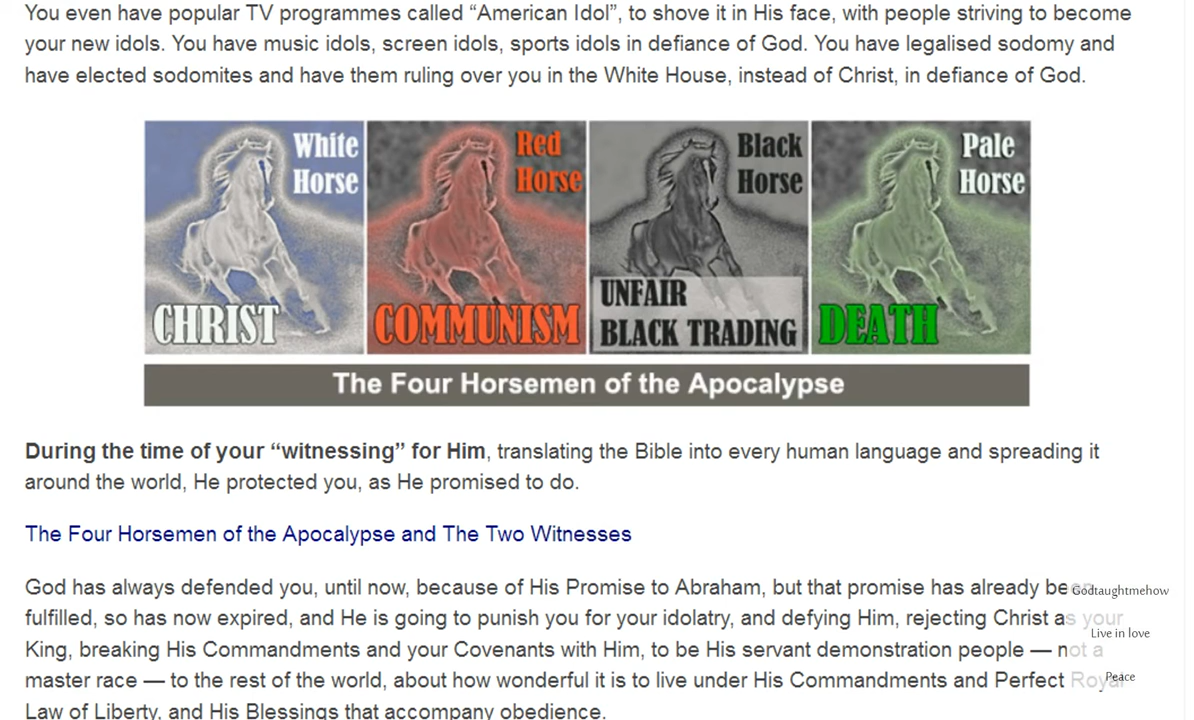 You even have popular TV programmes called “American Idol”, to shove it in His face, with people striving to become
your new idols. You have music idols, screen idols, sports idols in defiance of God. You have legalised sodomy and
have elected sodomites and have them ruling over you in the White House, instead of Christ, in defiance of God.
White
Horse
CHRIST
Red
Horse
COMMUNISM
Black
Horse
UNFAIR
BLACK TRADING
Pale
Horse
DEATH
The Four Horsemen of the Apocalypse
During the time of your “witnessing” for Him, translating the Bible into every human language and spreading it
around the world, He protected you, as He promised to do.
The Four Horsemen of the Apocalypse and The Two Witnesses
God has always defended you, until now, because of His Promise to Abraham, but that promise has already been
fulfilled, so has now expired, and He is going to punish you for your idolatry, and defying Him, rejecting Christ as your
King, breaking His Commandments and your Covenants with Him, to be His servant demonstration people — not a
master race — to the rest of the world, about how wonderful it is to live under His Commandments and Perfect Royal
Law of Liberty, and His Blessings that accompany obedience.
Godtaughtmehow
Live in love
Peace